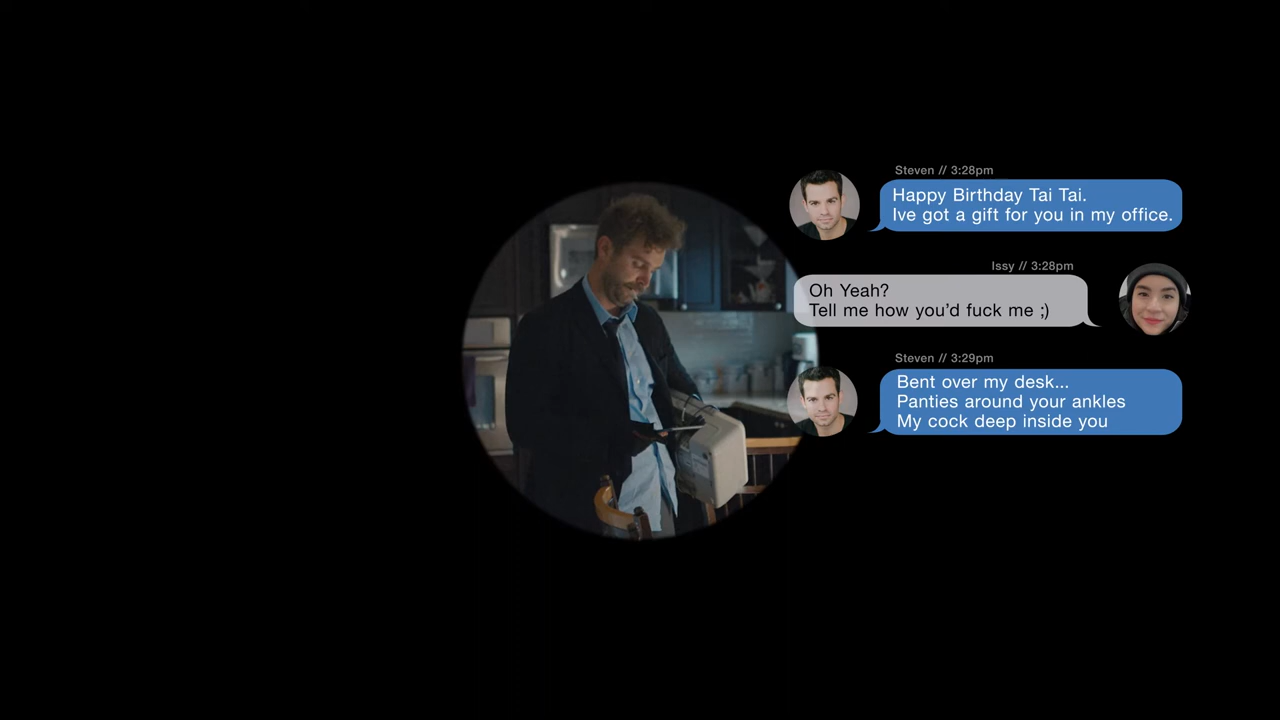 Steven // 3:28pm
Happy Birthday Tai Tai.
Ive got a gift for you in my office.
Issy // 3:28pm
Oh Yeah?
Tell me how you'd fuck me ;)
Steven // 3:29pm
Bent over my desk...
Panties around your ankles
My cock deep inside you